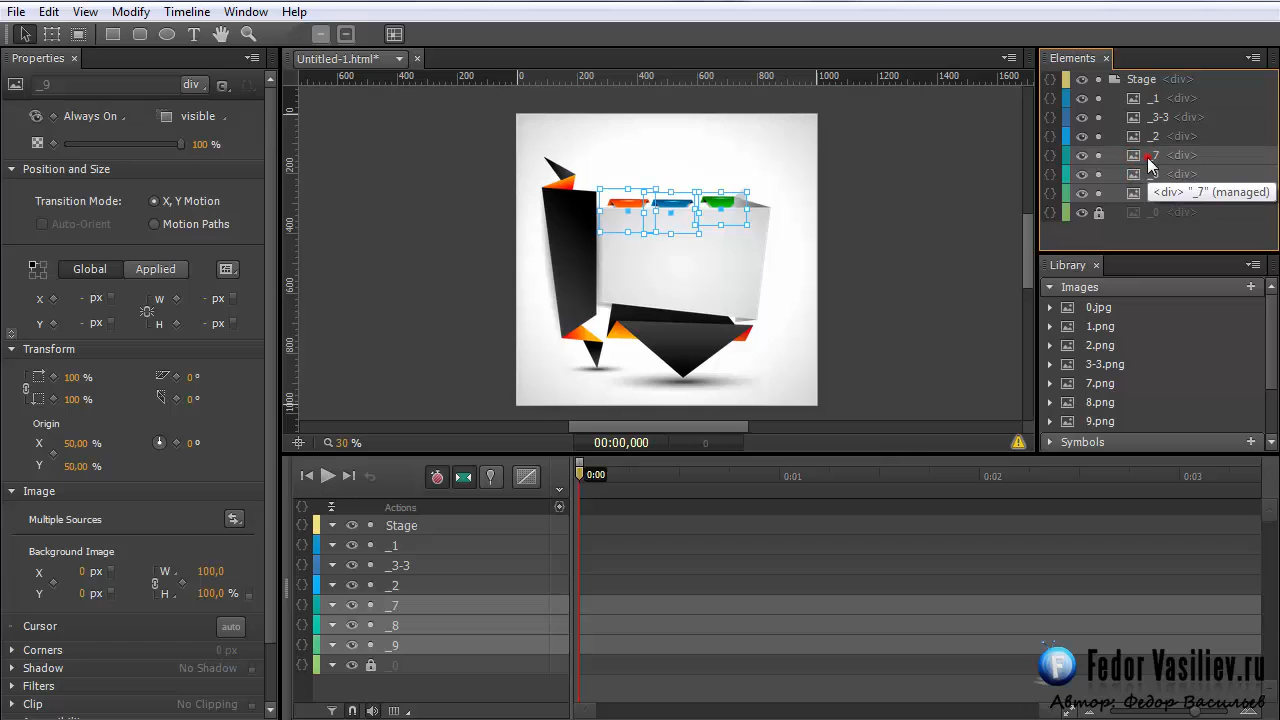 File Edit View Modify Timeline Window Help
Properties
Untitled-1.html*
Elements
600 400 200 0 200 400 600 800 1000 1200 1400 1600
_9 div
Stage <div>
_1 <div>
Always On visible
_3-3 <div>
100 %
_2 <div>
Position and Size
_7 <div>
<div>
<div> "_7" (managed)
_0 <div>
Transition Mode: X, Y Motion
Auto-Orient Motion Paths
Global Applied
X - px W - px
Y - px H - px
Library
Images
0.jpg
1.png
2.png
3-3.png
7.png
8.png
9.png
Symbols
0 200 400 600 800 1000
Transform
100 % 0 °
100 % 0 °
Origin
X 50,00 % 0 °
Y 50,00 %
30 % 00:00,000 0
Image
Multiple Sources
Background Image
X 0 px W 100,0
Y 0 px H 100,0 %
Cursor auto
Corners 0 px
Shadow No Shadow
Filters
Clip No Clipping
0:00 0:01 0:02 0:03
Actions
Stage
_1
_3-3
_2
_7
_8
_9
_0
Fedor Vasiliev.ru
Автор: Федор Васильев